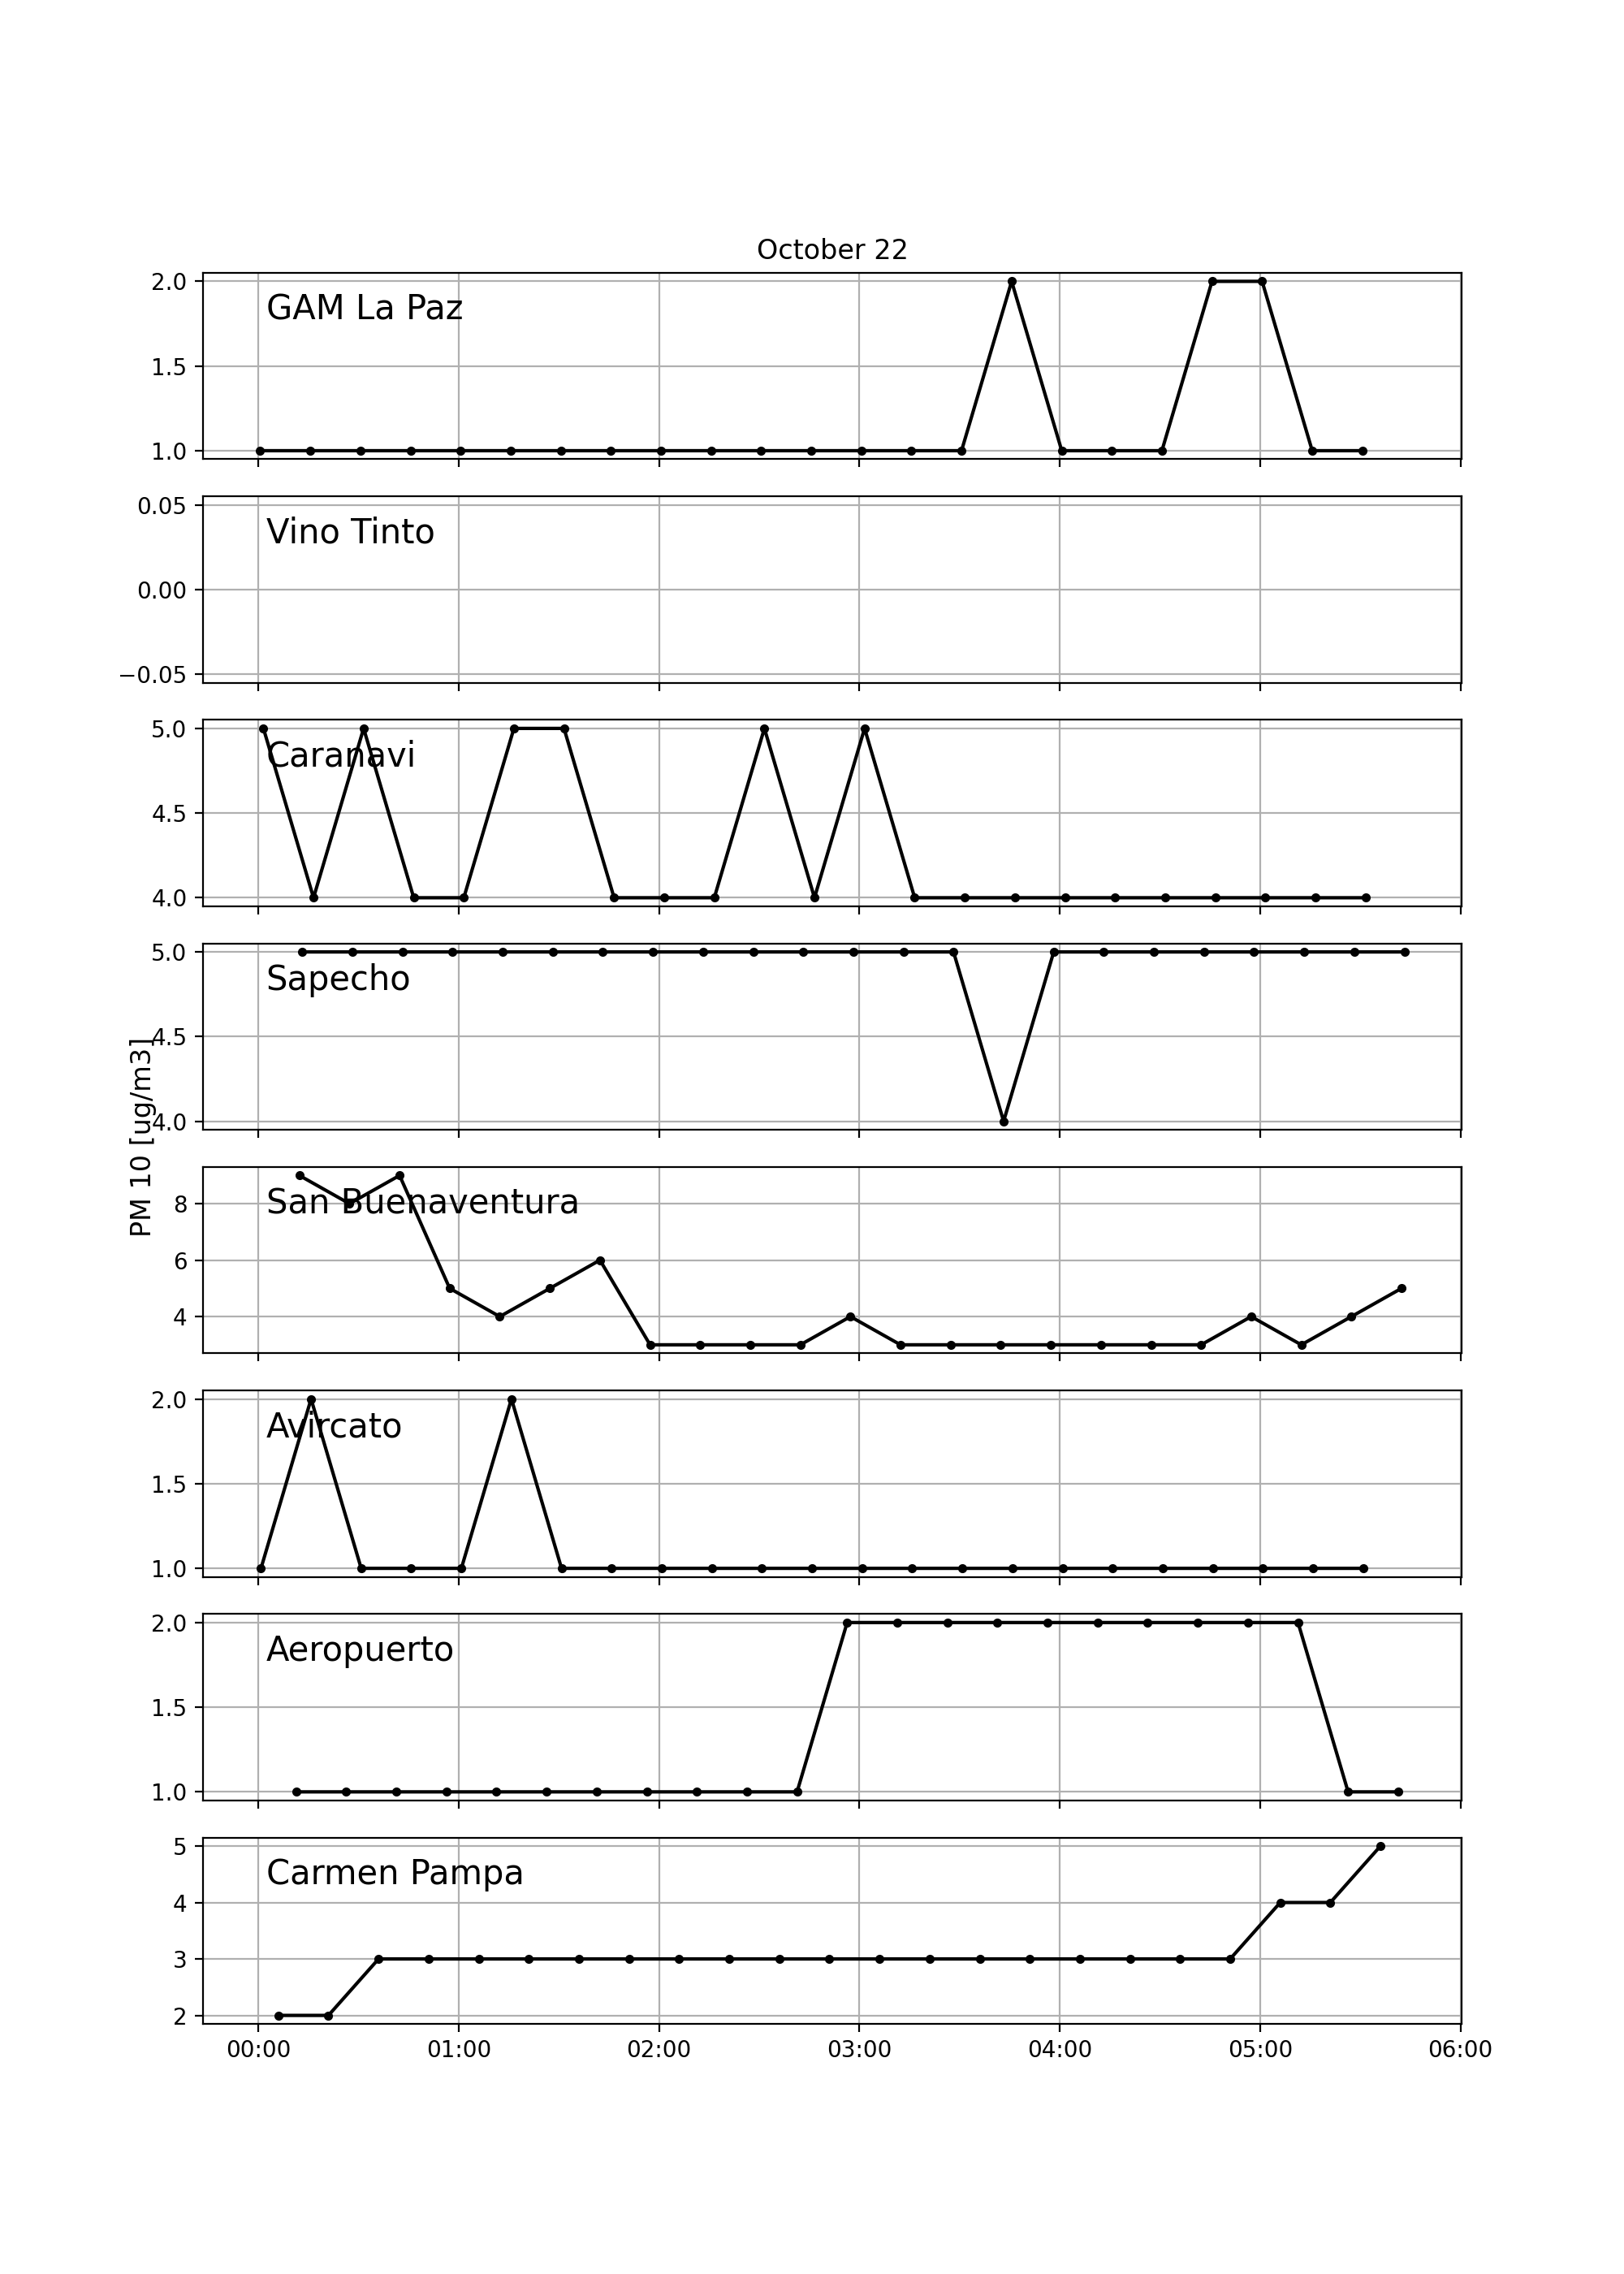 October 22
2.0
GAM La Paz
1.5
1.0
0.05
Vino Tinto
0.00
−0.05
5.0
Caranavi
4.5
4.0
5.0
Sapecho
4.5
4.0
PM 10 [ug/m3]
San Buenaventura
8
6
4
2.0
Avircato
1.5
1.0
2.0
Aeropuerto
1.5
1.0
5
Carmen Pampa
4
3
2
00:00 01:00 02:00 03:00 04:00 05:00 06:00